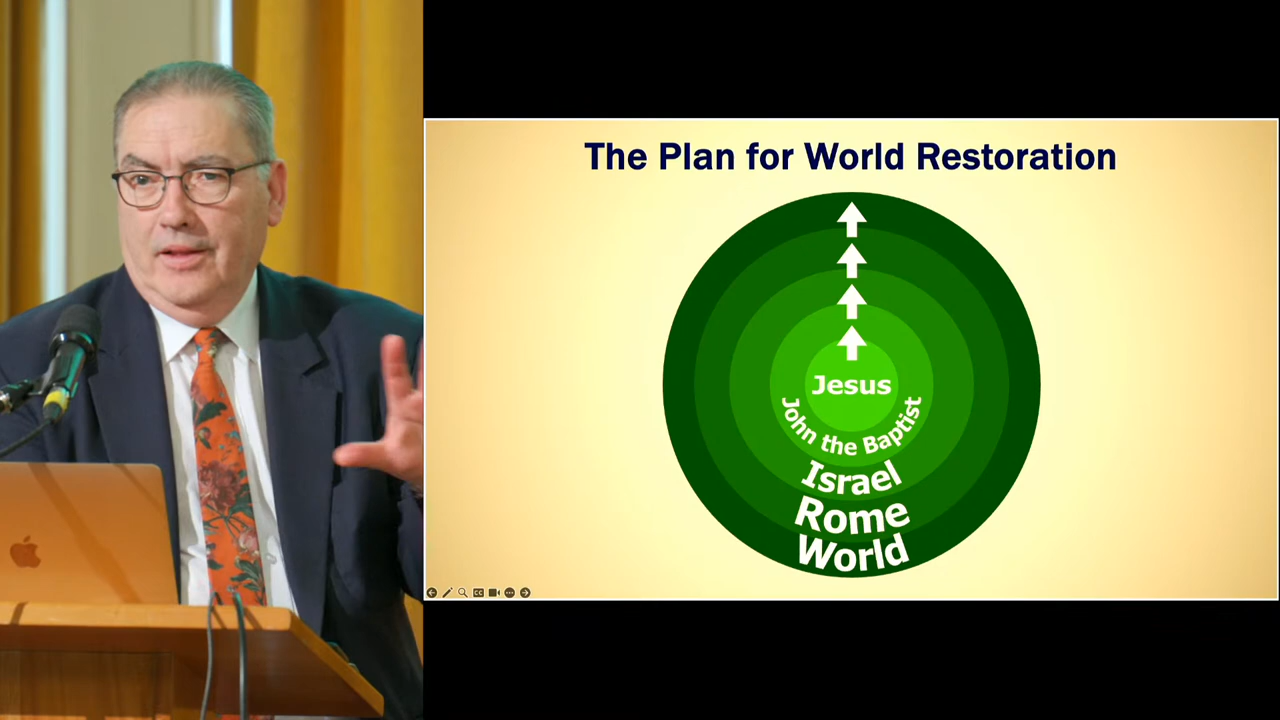 The Plan for World Restoration
Jesus
John the Baptist
Israel
Rome
World